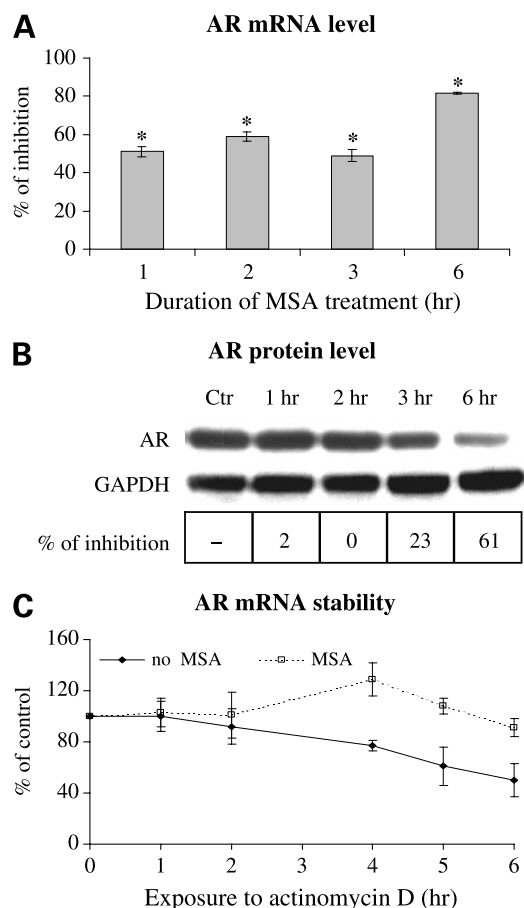 A
AR mRNA level
% of inhibition
100
80
60
40
20
0
* * * *
1 2 3 6
Duration of MSA treatment (hr)
B
AR protein level
Ctr 1 hr 2 hr 3 hr 6 hr
AR
GAPDH
% of inhibition – 2 0 23 61
C
AR mRNA stability
% of control
160
120
80
40
0
no MSA MSA
0 1 2 3 4 5 6
Exposure to actinomycin D (hr)